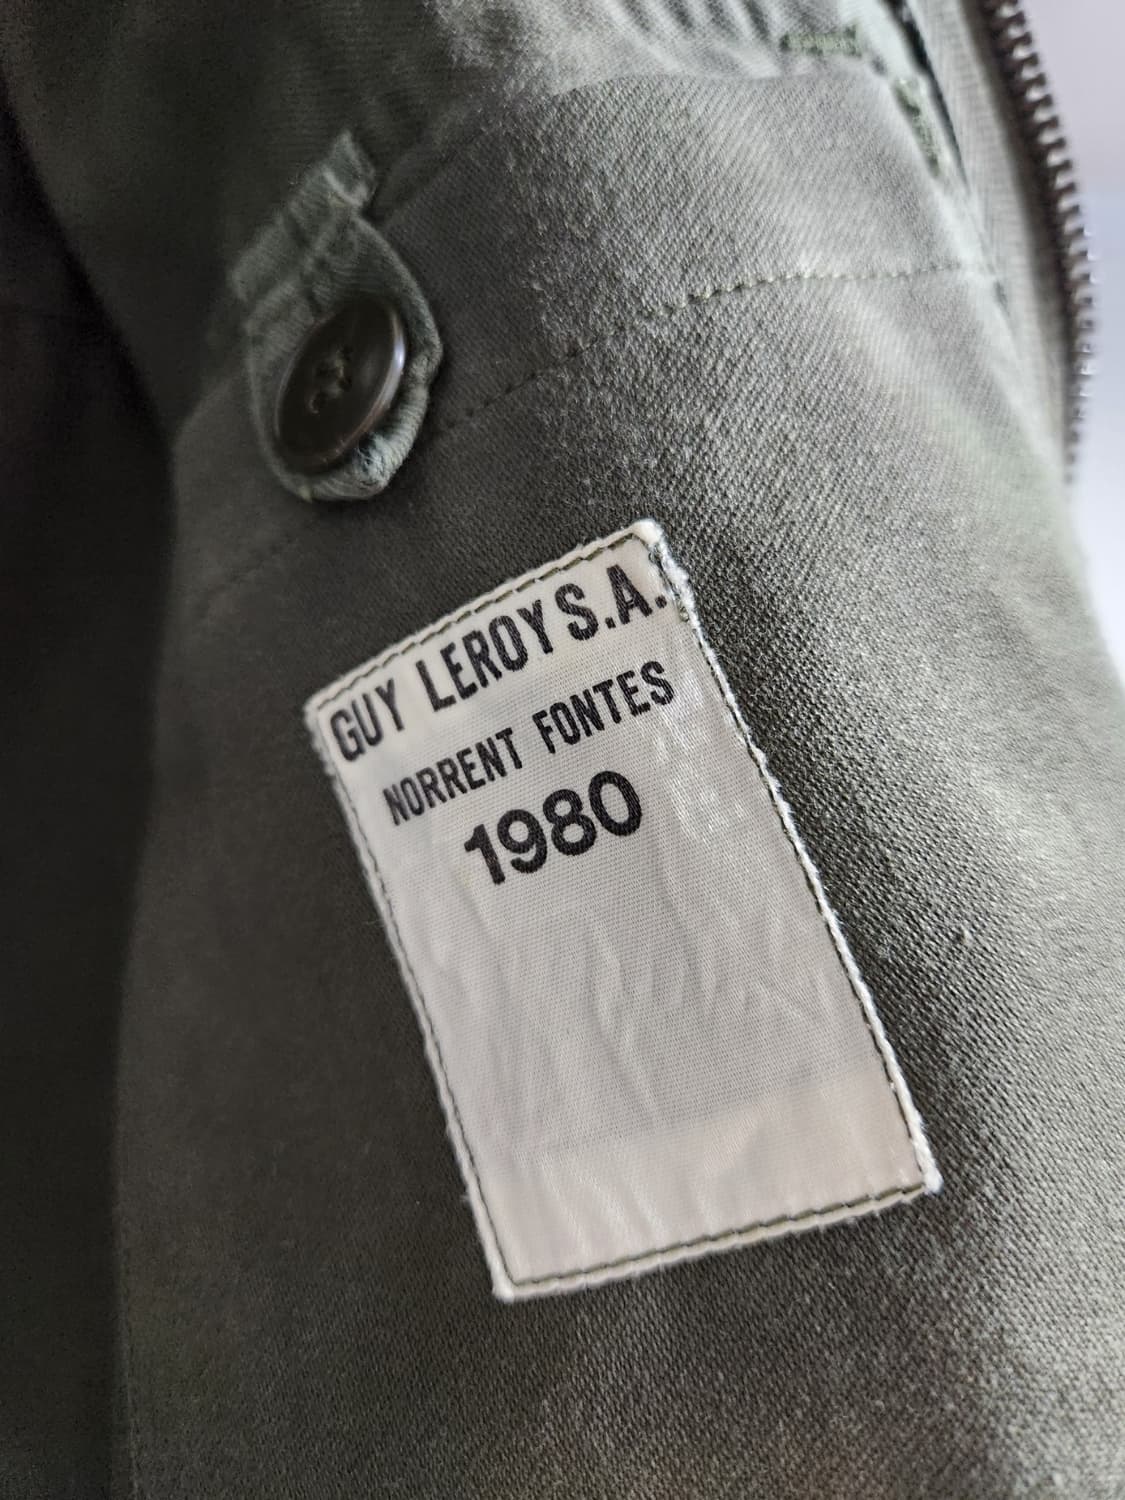 GUY LEROY S.A.
NORRENT FONTES
1980